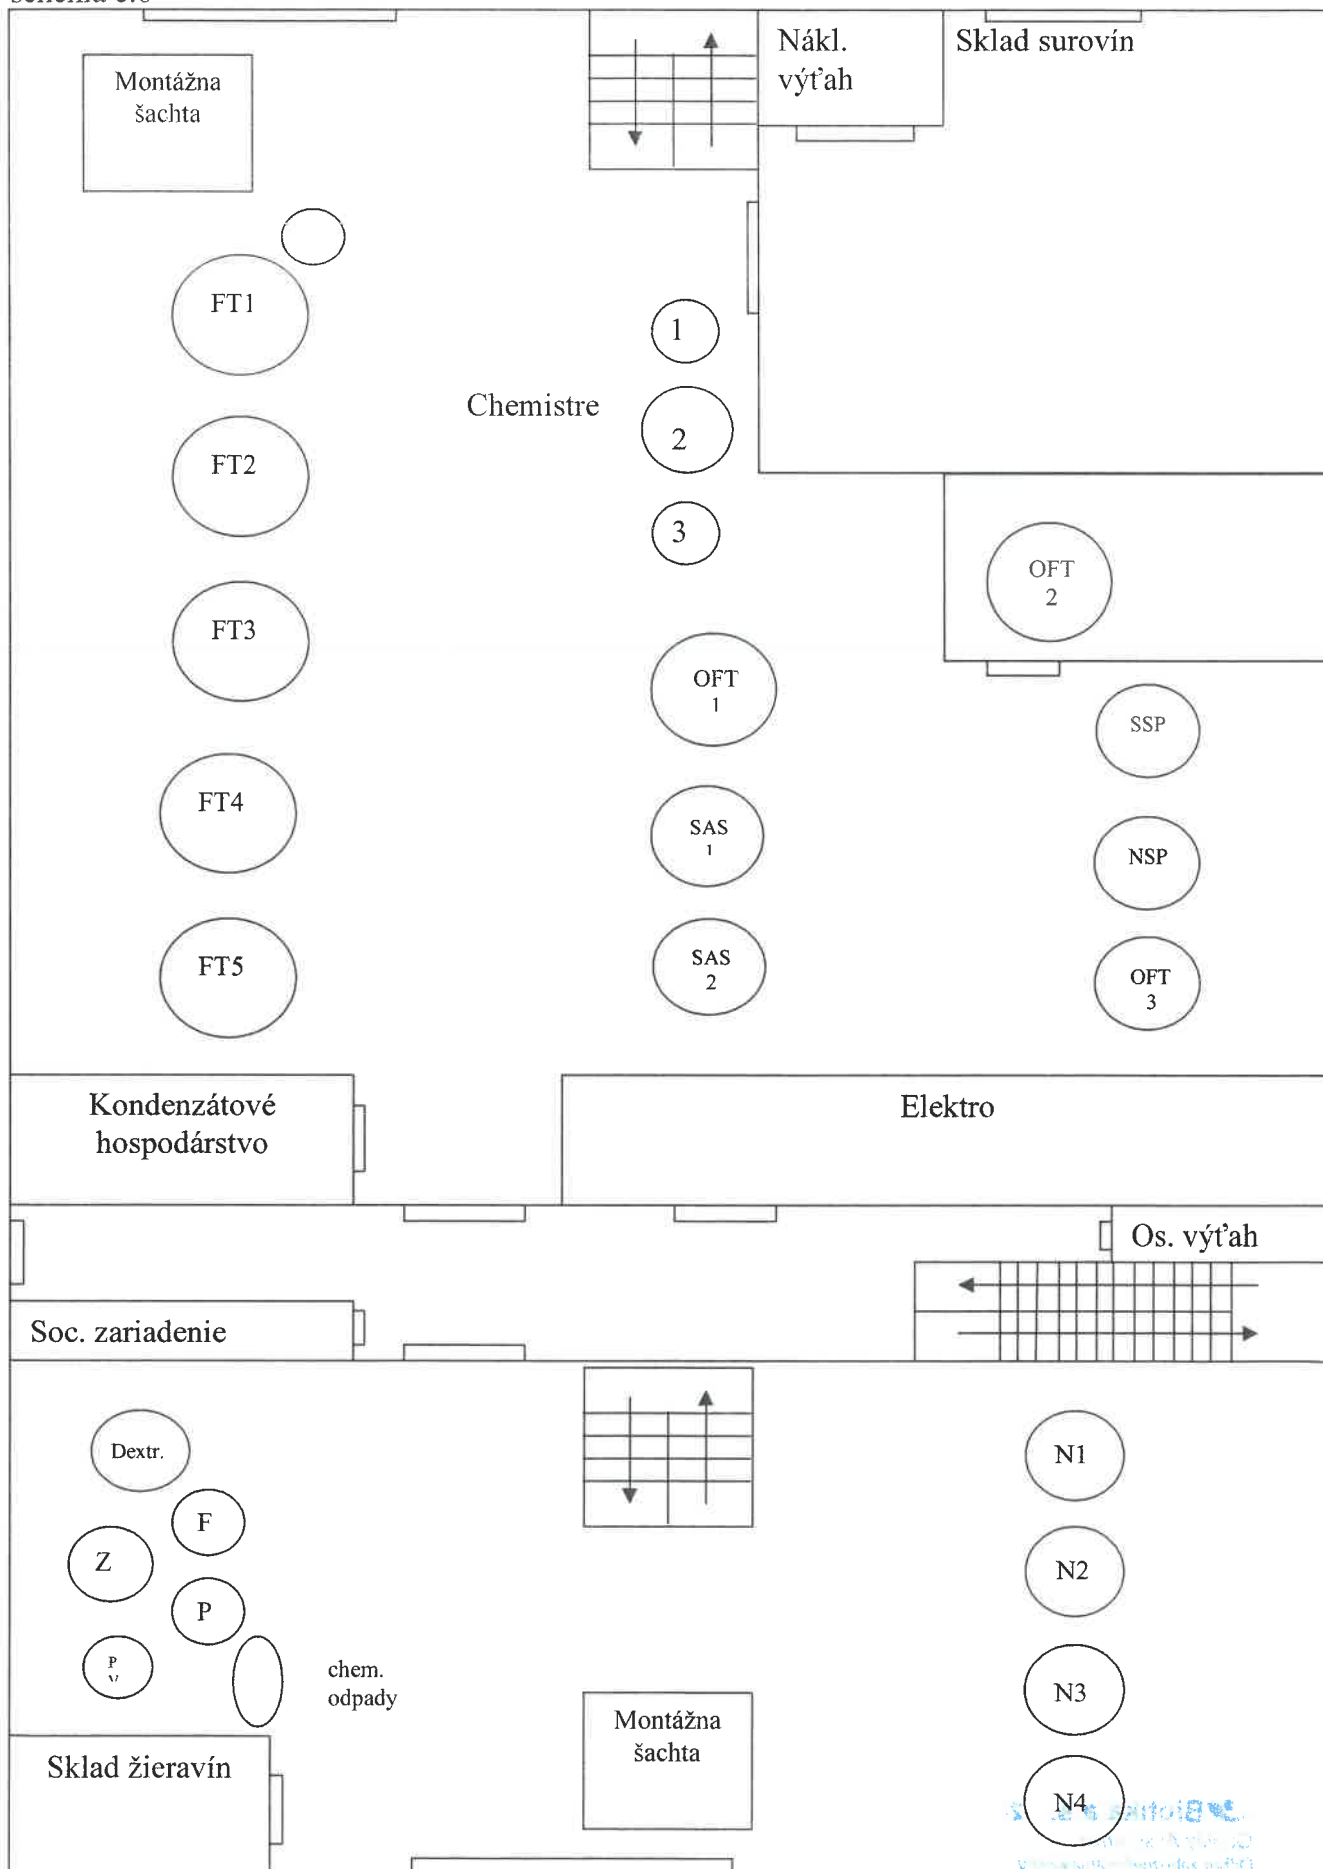 Montážna
šachta
Nákl.
výťah
Sklad surovín
FT1
FT2
FT3
FT4
FT5
Chemistre
1
2
3
OFT
1
SAS
1
SAS
2
OFT
2
SSP
NSP
OFT
3
Kondenzátové
hospodárstvo
Elektro
Os. výťah
Soc. zariadenie
Dextr.
F
Z
P
P
chem.
odpady
Sklad žieravín
Montážna
šachta
N1
N2
N3
N4